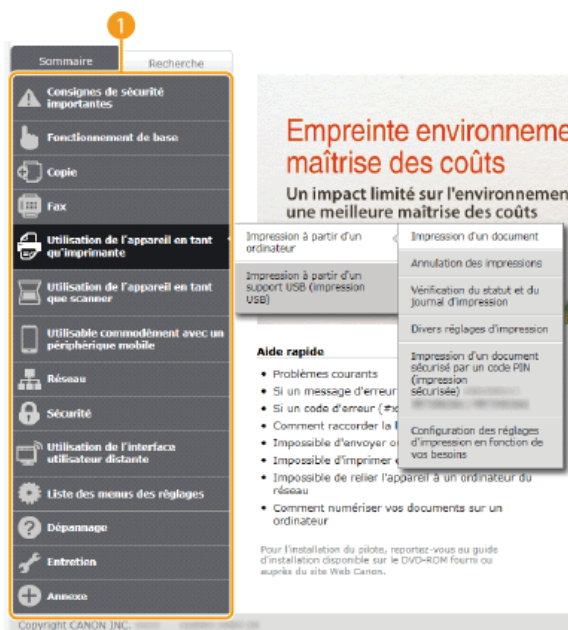 1
Sommaire
Recherche
Consignes de sécurité
importantes
Fonctionnement de base
Copie
Fax
Utilisation de l'appareil en tant
qu'imprimante
Utilisation de l'appareil en tant
que scanner
Utilisable commodément avec un
périphérique mobile
Réseau
Sécurité
Utilisation de l'interface
utilisateur distante
Liste des menus des réglages
Dépannage
Entretien
Annexe
Copyright CANON INC.
Empreinte environneme
maîtrise des coûts
Un impact limité sur l'environnemen
une meilleure maîtrise des coûts
Impression à partir d'un
ordinateur
Impression à partir d'un
support USB (impression
USB)
Impression d'un document
Annulation des impressions
Vérification du statut et du
journal d'impression
Divers réglages d'impression
Impression d'un document
sécurisé par un code PIN
(impression
sécurisée)
Configuration des réglages
d'impression en fonction de
vos besoins
Aide rapide
• Problèmes courants
• Si un message d'erreur
• Si un code d'erreur (#x
• Comment raccorder la
• Impossible d'envoyer o
• Impossible d'imprimer
• Impossible de relier l'appareil à un ordinateur du
réseau
• Comment numériser vos documents sur un
ordinateur
Pour l'installation du pilote, reportez-vous au guide
d'installation disponible sur le DVD-ROM fourni ou
auprès du site Web Canon.